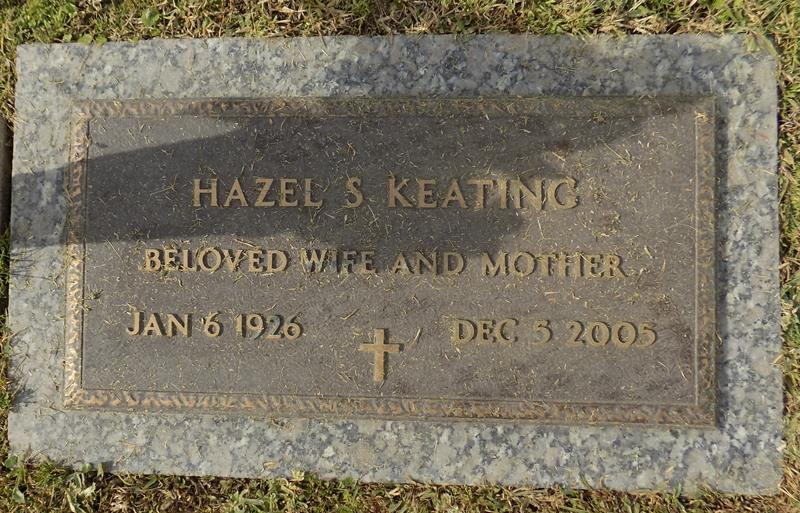 HAZEL S KEATING
BELOVED WIFE AND MOTHER
JAN 6 1926 DEC 5 2005